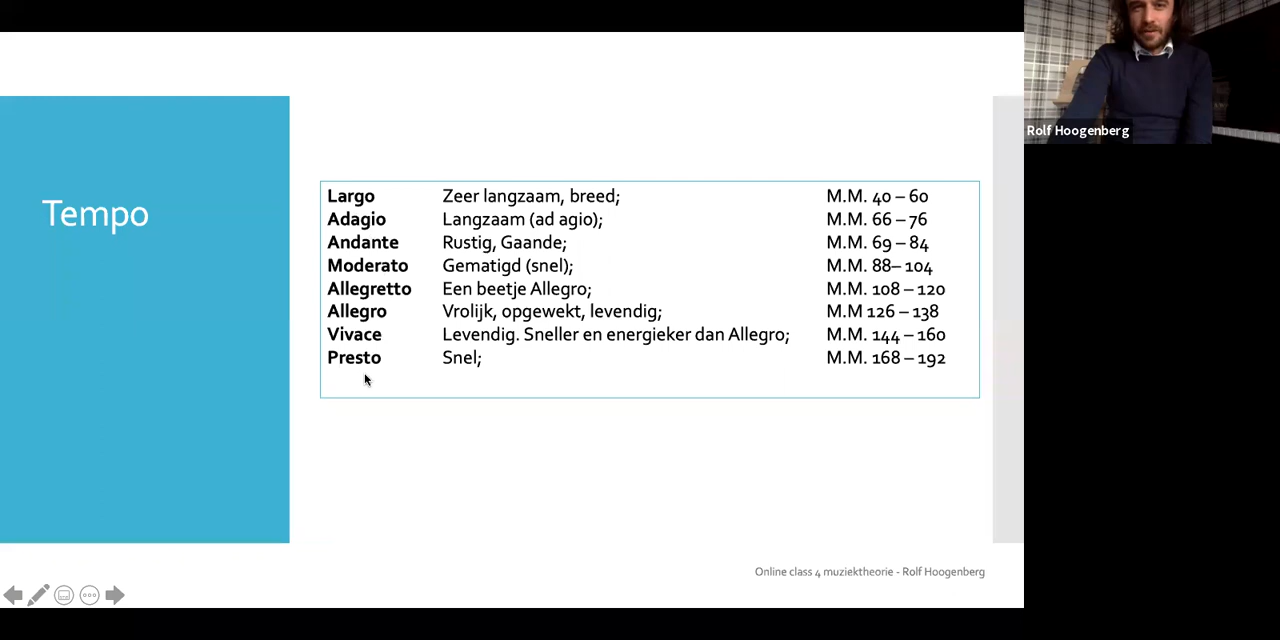 Rolf Hoogenberg
Tempo
Largo Zeer langzaam, breed; M.M. 40 – 60
Adagio Langzaam (ad agio); M.M. 66 – 76
Andante Rustig, Gaande; M.M. 69 – 84
Moderato Gematigd (snel); M.M. 88– 104
Allegretto Een beetje Allegro; M.M. 108 – 120
Allegro Vrolijk, opgewekt, levendig; M.M 126 – 138
Vivace Levendig. Sneller en energieker dan Allegro; M.M. 144 – 160
Presto Snel; M.M. 168 – 192
Online class 4 muziektheorie - Rolf Hoogenberg